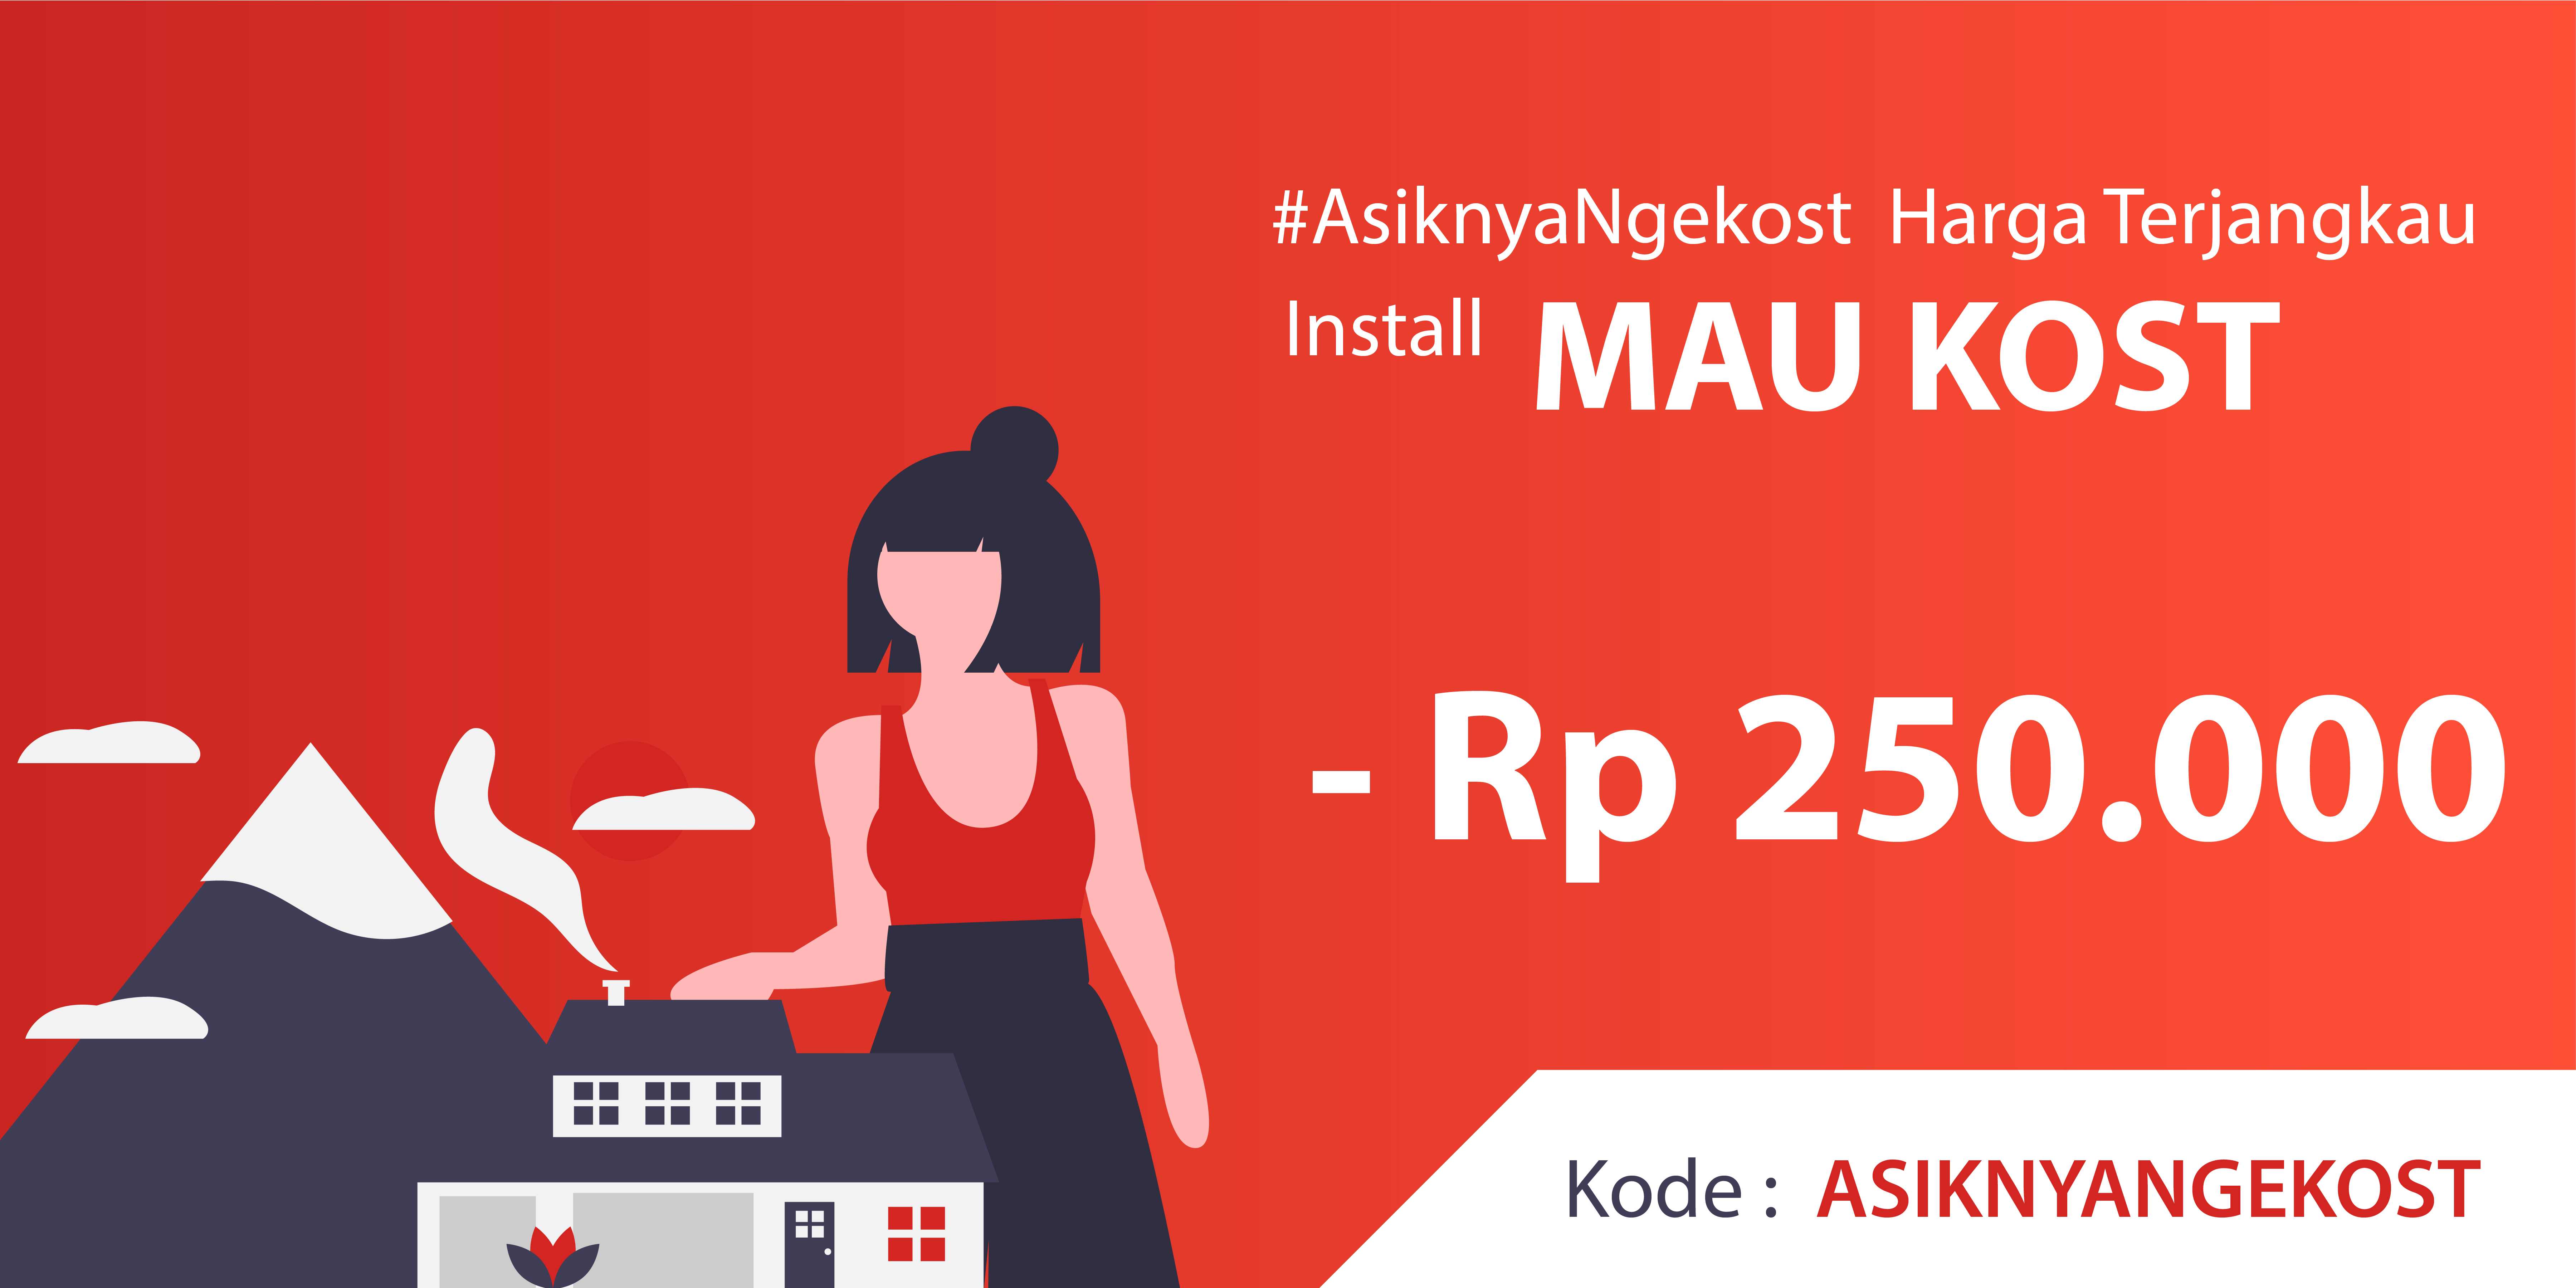 #AsiknyaNgekost Harga Terjangkau
Install MAU KOST
- Rp 250.000
Kode : ASIKNYANGEKOST